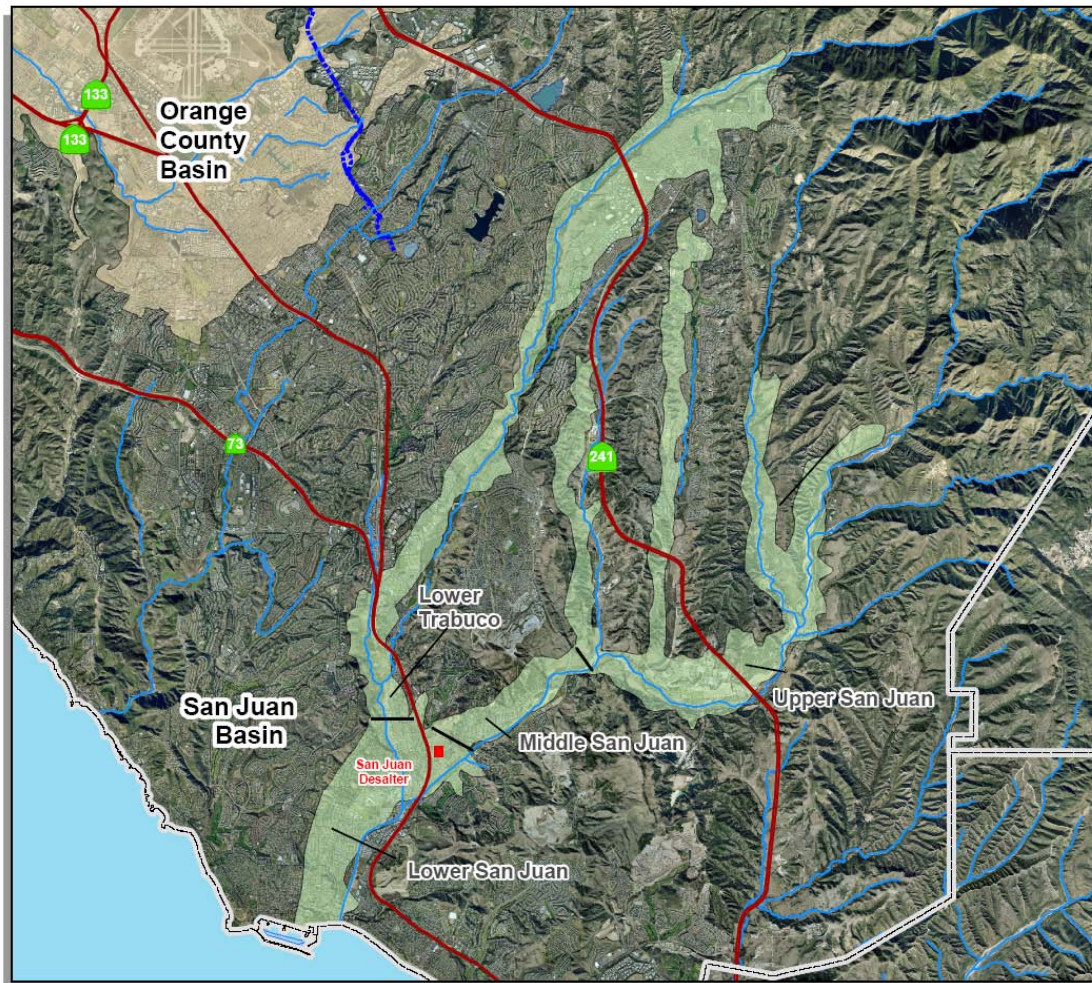 133
133
Orange
County
Basin
73
241
Lower
Trabuco
San Juan
Basin
Upper San Juan
Middle San Juan
San Juan
Desalter
Lower San Juan